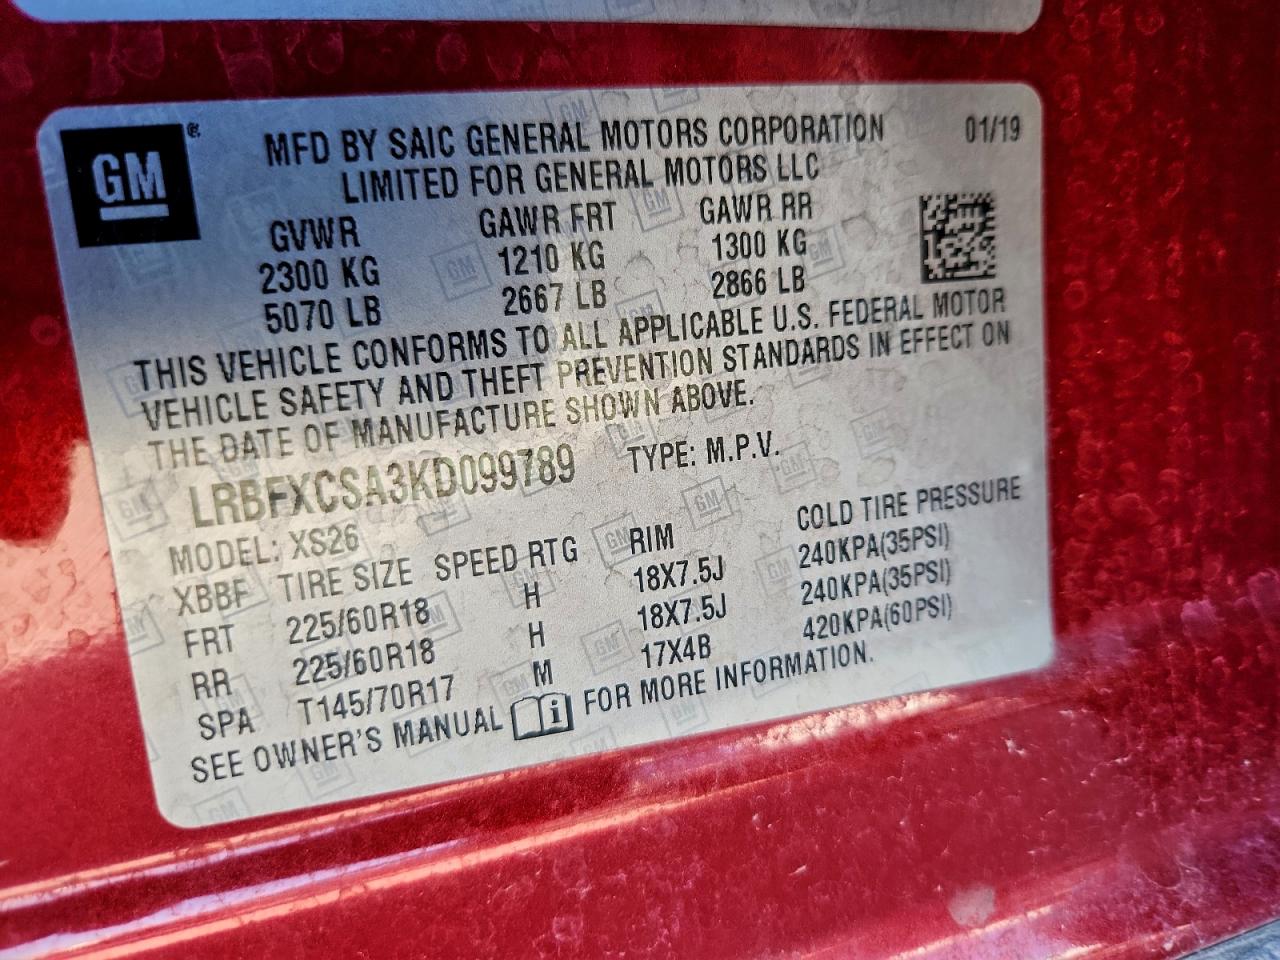 GM ®
MFD BY SAIC GENERAL MOTORS CORPORATION 01/19
LIMITED FOR GENERAL MOTORS LLC
GVWR GAWR FRT GAWR RR
2300 KG 1210 KG 1300 KG
5070 LB 2667 LB 2866 LB
THIS VEHICLE CONFORMS TO ALL APPLICABLE U.S. FEDERAL MOTOR
VEHICLE SAFETY AND THEFT PREVENTION STANDARDS IN EFFECT ON
THE DATE OF MANUFACTURE SHOWN ABOVE.
LRBFXCSA3KD099789 TYPE: M.P.V.
MODEL: XS26
XBBF TIRE SIZE SPEED RTG RIM COLD TIRE PRESSURE
FRT 225/60R18 H 18X7.5J 240KPA(35PSI)
RR 225/60R18 H 18X7.5J 240KPA(35PSI)
SPA T145/70R17 M 17X4B 420KPA(60PSI)
SEE OWNER'S MANUAL i FOR MORE INFORMATION.